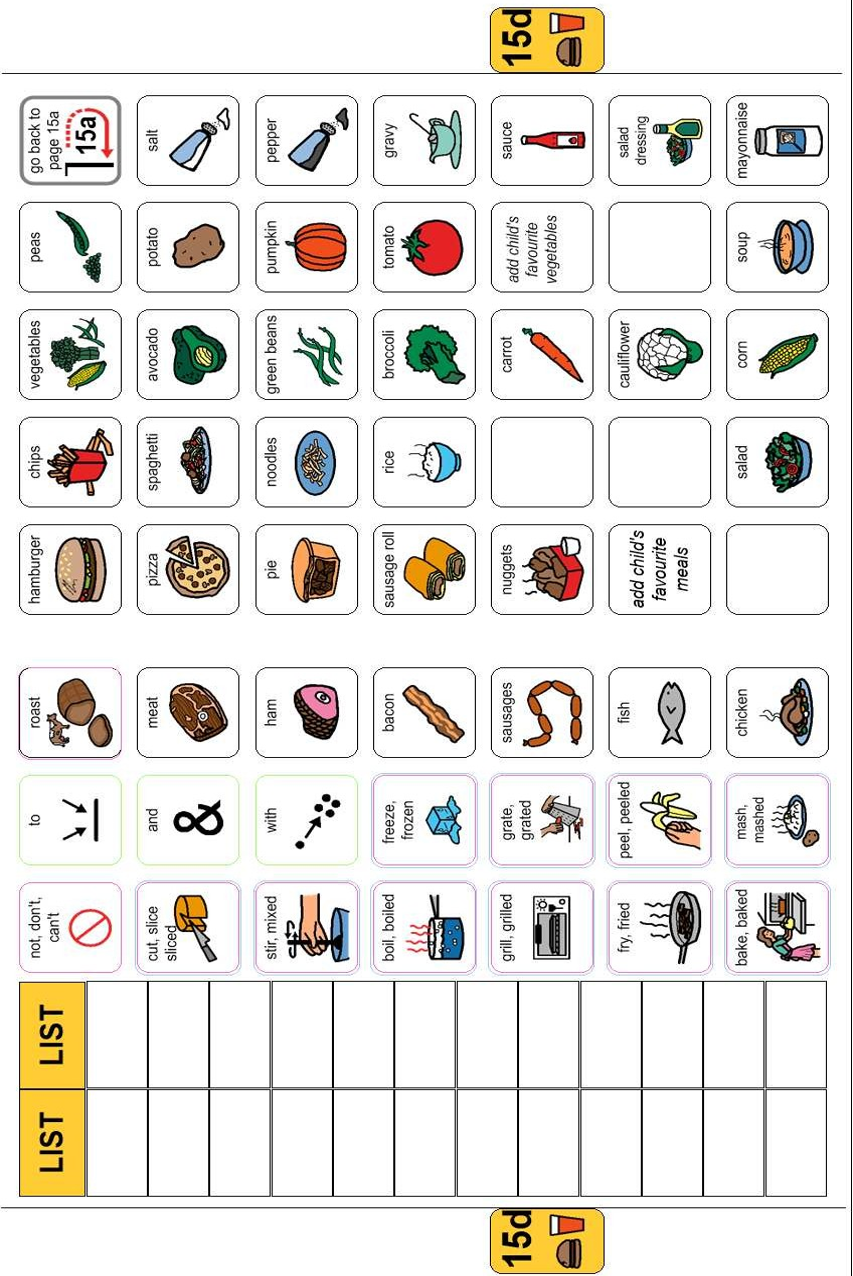 LIST
LIST
not, don't,
can't
to
roast
hamburger
chips
vegetables
peas
go back to
page 15a
15a
cut, slice
sliced
and
&
meat
pizza
spaghetti
avocado
potato
salt
stir, mixed
with
ham
pie
noodles
green beans
pumpkin
pepper
boil, boiled
freeze,
frozen
bacon
sausage roll
rice
broccoli
tomato
gravy
15d
grill, grilled
grate,
grated
sausages
nuggets
carrot
add child's
favourite
vegetables
sauce
15d
fry, fried
peel, peeled
fish
add child's
favourite
meals
cauliflower
salad
dressing
bake, baked
mash,
mashed
chicken
salad
corn
soup
mayonnaise